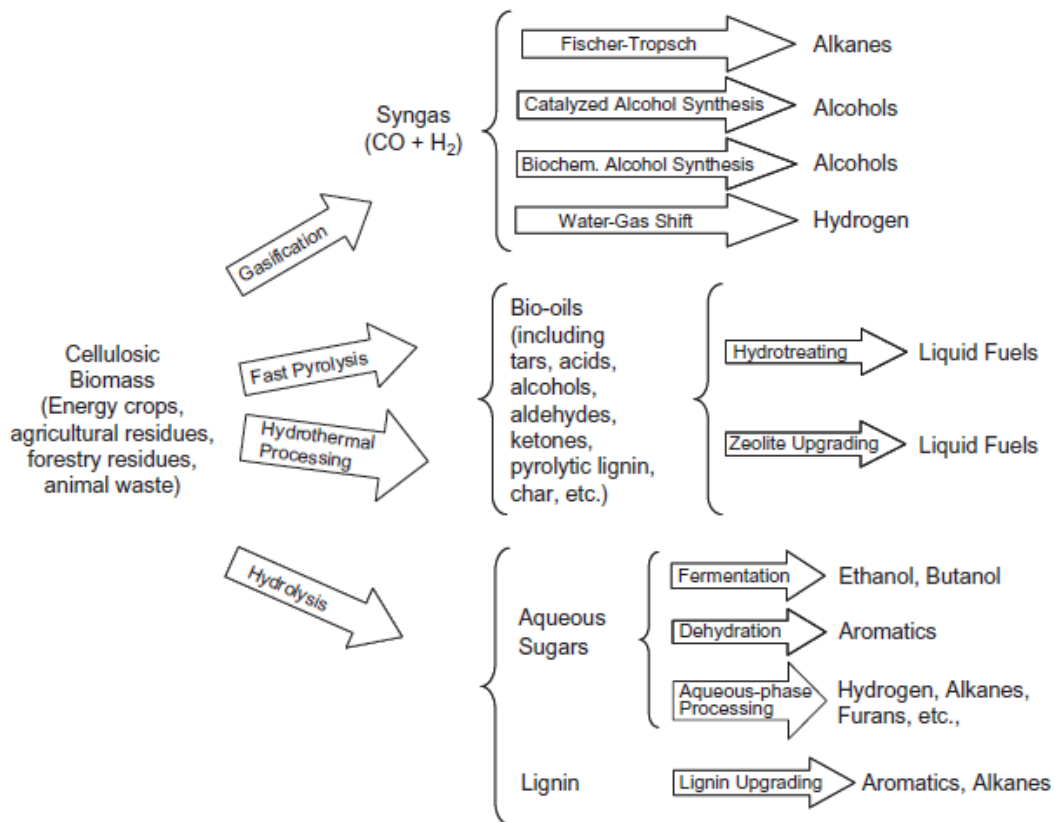 Fischer-Tropsch
Alkanes
Syngas
(CO + H₂)
Catalyzed Alcohol Synthesis
Alcohols
Biochem. Alcohol Synthesis
Alcohols
Water-Gas Shift
Hydrogen
Gasification
Cellulosic
Biomass
(Energy crops,
agricultural residues,
forestry residues,
animal waste)
Fast Pyrolysis
Hydrothermal
Processing
Bio-oils
(including
tars, acids,
alcohols,
aldehydes,
ketones,
pyrolytic lignin,
char, etc.)
Hydrotreating
Liquid Fuels
Zeolite Upgrading
Liquid Fuels
Hydrolysis
Aqueous
Sugars
Fermentation
Ethanol, Butanol
Dehydration
Aromatics
Aqueous-phase
Processing
Hydrogen, Alkanes,
Furans, etc.,
Lignin
Lignin Upgrading
Aromatics, Alkanes